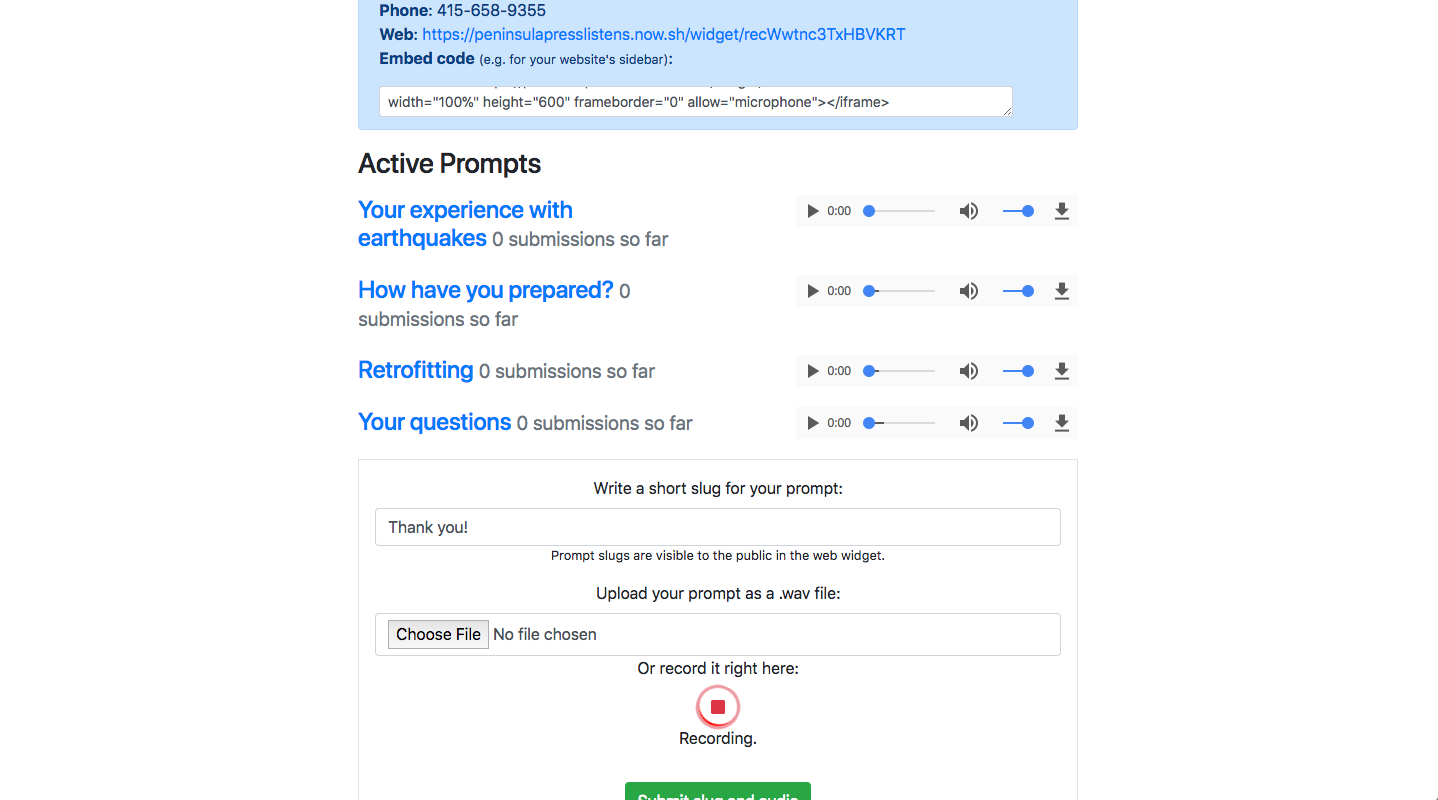 Phone: 415-658-9355
Web: https://peninsulapresslistens.now.sh/widget/recWwtnc3TxHBVKRT
Embed code (e.g. for your website's sidebar):
width="100%" height="600" frameborder="0" allow="microphone"></iframe>
Active Prompts
Your experience with
earthquakes 0 submissions so far
0:00
How have you prepared? 0
submissions so far
0:00
Retrofitting 0 submissions so far
0:00
Your questions 0 submissions so far
0:00
Write a short slug for your prompt:
Thank you!
Prompt slugs are visible to the public in the web widget.
Upload your prompt as a .wav file:
Choose File No file chosen
Or record it right here:
Recording.
Submit slug and audio